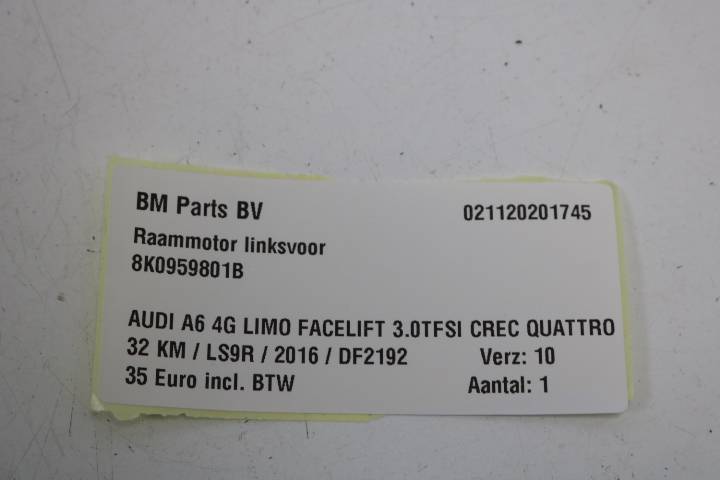 BM Parts BV 021120201745
Raammotor linksvoor
8K0959801B
AUDI A6 4G LIMO FACELIFT 3.0TFSI CREC QUATTRO
32 KM / LS9R / 2016 / DF2192 Verz: 10
35 Euro incl. BTW Aantal: 1